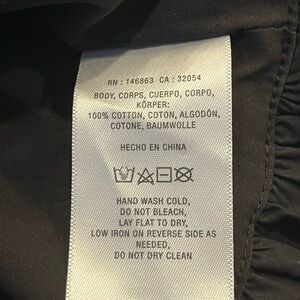 RN : 146863 CA : 32054
BODY, CORPS, CUERPO, CORPO,
KÖRPER:
100% COTTON, COTON, ALGODÓN,
COTONE, BAUMWOLLE
HECHO EN CHINA
HAND WASH COLD,
DO NOT BLEACH,
LAY FLAT TO DRY,
LOW IRON ON REVERSE SIDE AS
NEEDED,
DO NOT DRY CLEAN